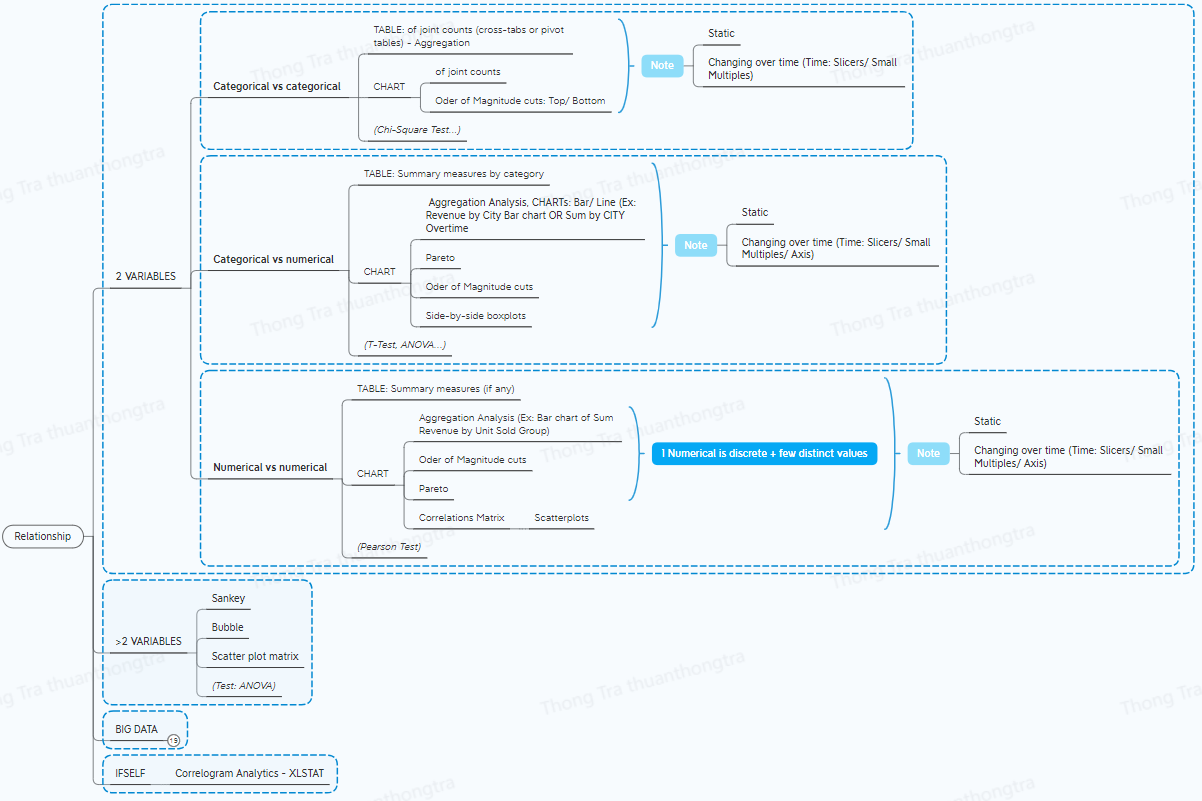 Relationship
2 VARIABLES
Categorical vs categorical
TABLE: of joint counts (cross-tabs or pivot
tables) - Aggregation
CHART
of joint counts
Oder of Magnitude cuts: Top/ Bottom
(Chi-Square Test...)
Note
Static
Changing over time (Time: Slicers/ Small
Multiples)
Categorical vs numerical
TABLE: Summary measures by category
CHART
Aggregation Analysis, CHARTs: Bar/ Line (Ex:
Revenue by City Bar chart OR Sum by CITY
Overtime
Pareto
Oder of Magnitude cuts
Side-by-side boxplots
(T-Test, ANOVA...)
Note
Static
Changing over time (Time: Slicers/ Small
Multiples/ Axis)
Numerical vs numerical
TABLE: Summary measures (if any)
CHART
Aggregation Analysis (Ex: Bar chart of Sum
Revenue by Unit Sold Group)
Oder of Magnitude cuts
Pareto
Correlations Matrix
Scatterplots
(Pearson Test)
1 Numerical is discrete + few distinct values
Note
Static
Changing over time (Time: Slicers/ Small
Multiples/ Axis)
>2 VARIABLES
Sankey
Bubble
Scatter plot matrix
(Test: ANOVA)
BIG DATA
19
IFSELF
Correlogram Analytics - XLSTAT
Thong Tra thuanthongtra